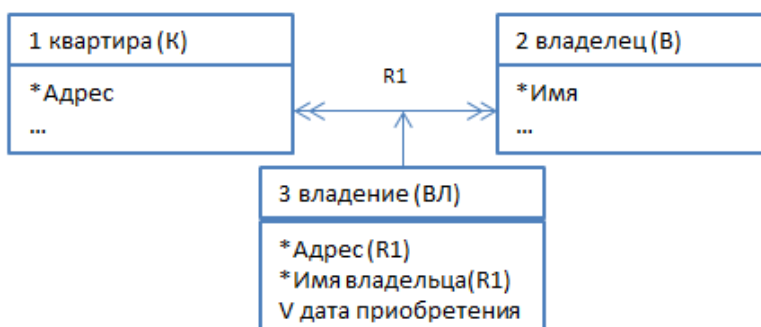 1 квартира (К)
*Адрес
...
R1
2 владелец (В)
*Имя
...
3 владение (ВЛ)
*Адрес (R1)
*Имя владельца(R1)
V дата приобретения